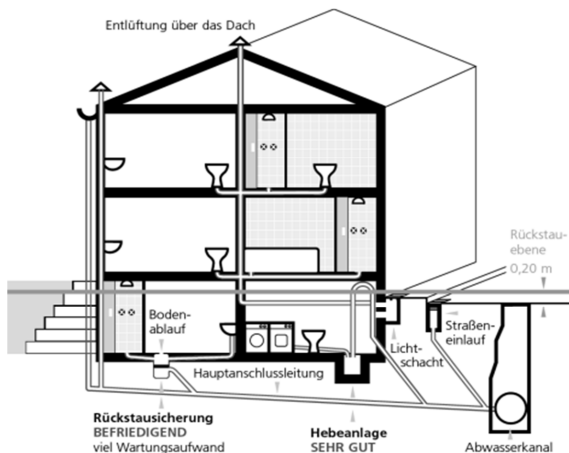 Entlüftung über das Dach
Rückstau-
ebene
0,20 m
Boden-
ablauf
Licht-
schacht
Straßen-
einlauf
Hauptanschlussleitung
Rückstausicherung
BEFRIEDIGEND
viel Wartungsaufwand
Hebeanlage
SEHR GUT
Abwasserkanal